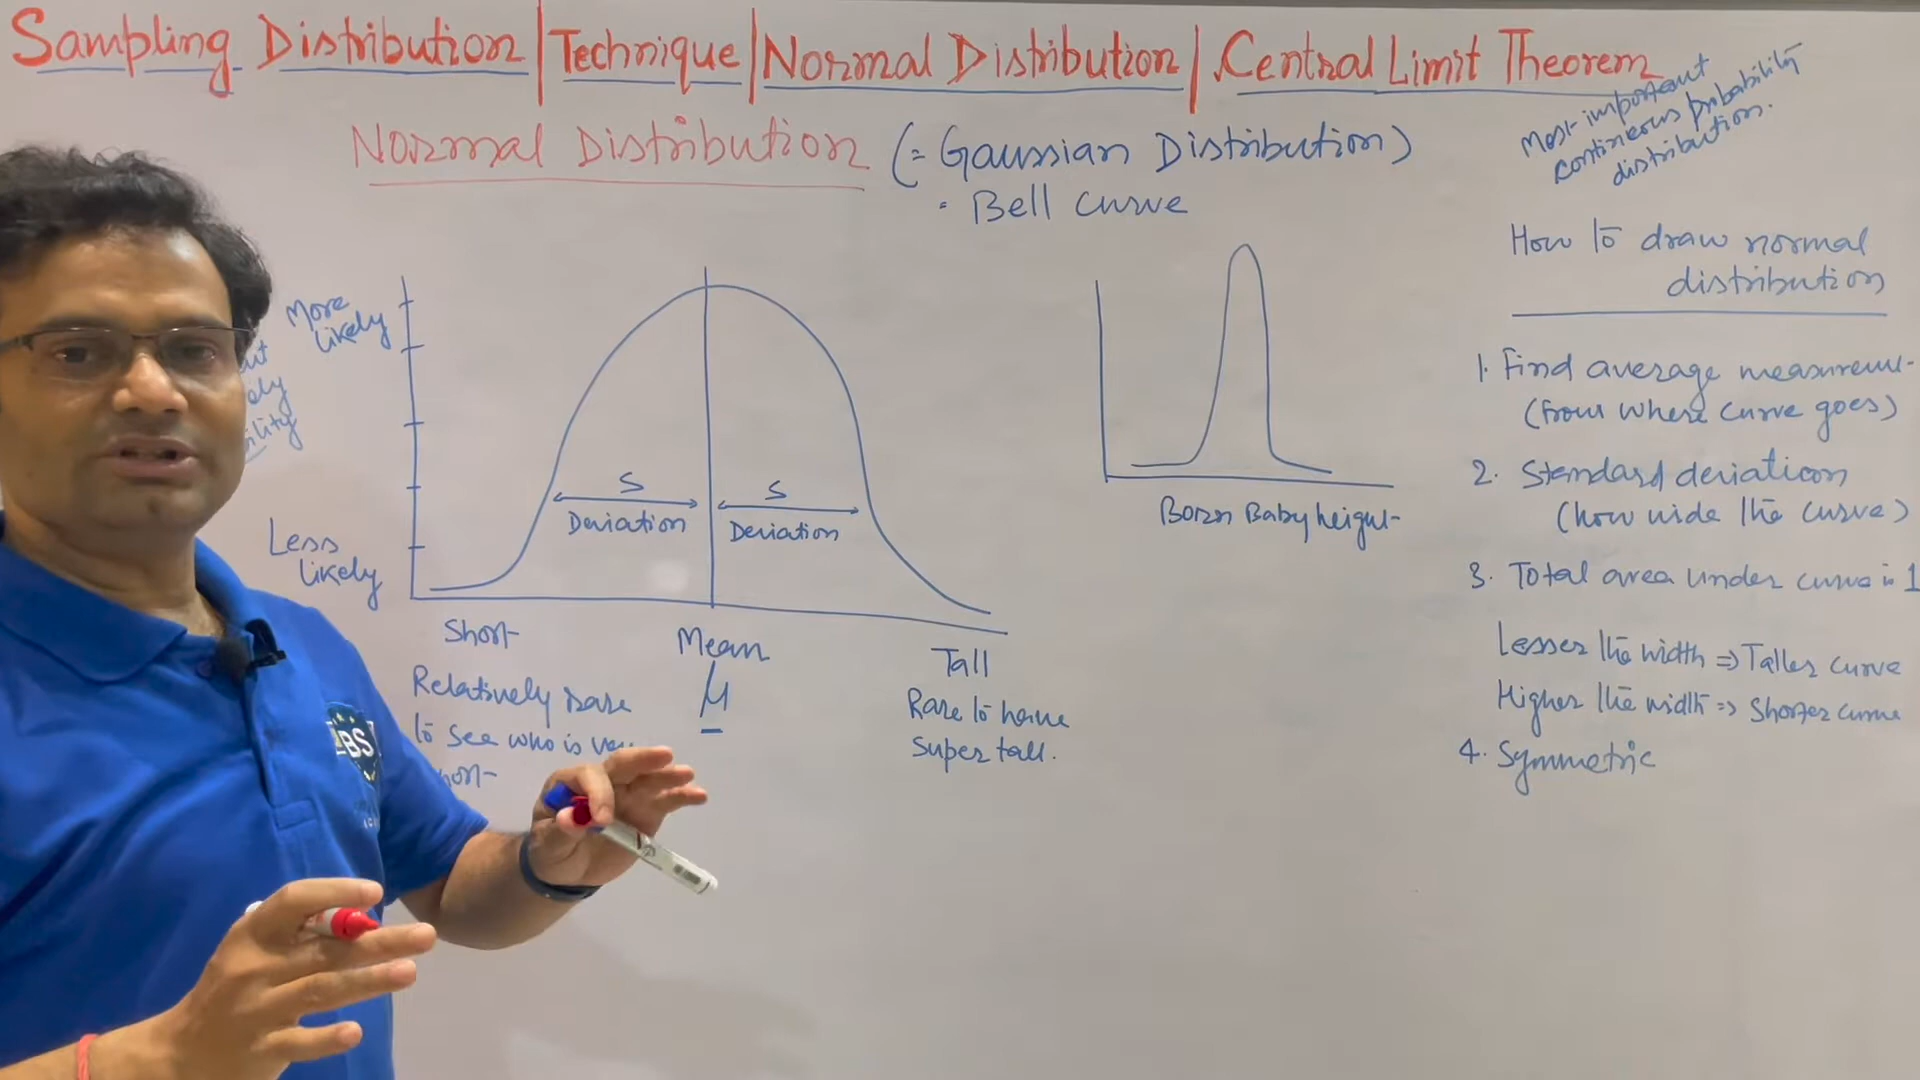 Sampling Distribution | Technique | Normal Distribution | Central Limit Theorem
Most important
continuous probability
distribution.
Normal Distribution (= Gaussian Distribution)
= Bell curve
How to draw normal
distribution
More
likely
Less
likely
S
Deviation
S
Deviation
Short
Mean
μ
Tall
Relatively rare
to see who is
Rare to have
Super tall.
Born Baby height
1. Find average measurement
(from where curve goes)
2. Standard deviation
(how wide the curve)
3. Total area under curve is 1
Lesser the width => Taller curve
Higher the width => Shorter curve
4. Symmetric
BS